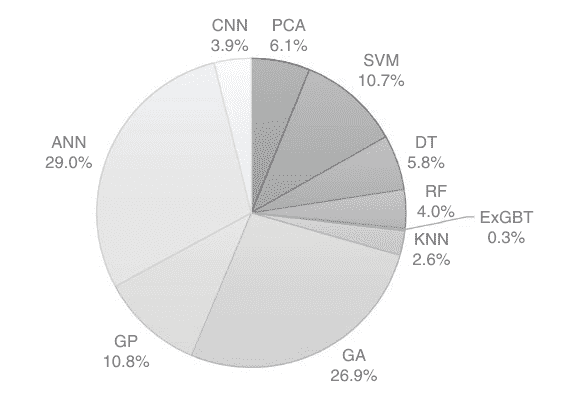 CNN
3.9%
PCA
6.1%
SVM
10.7%
DT
5.8%
RF
4.0%
ExGBT
0.3%
KNN
2.6%
GA
26.9%
GP
10.8%
ANN
29.0%